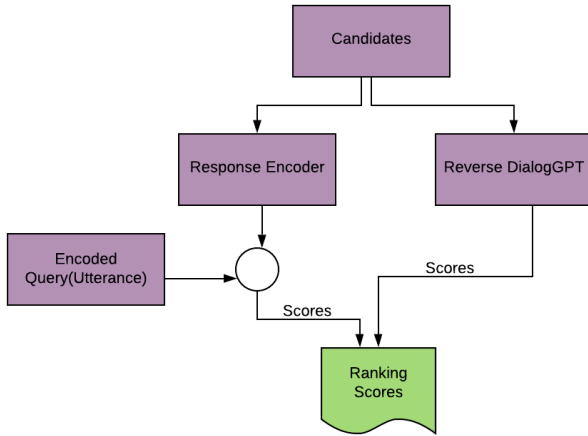 Candidates
Response Encoder
Reverse DialogGPT
Encoded
Query(Utterance)
Scores
Scores
Ranking
Scores